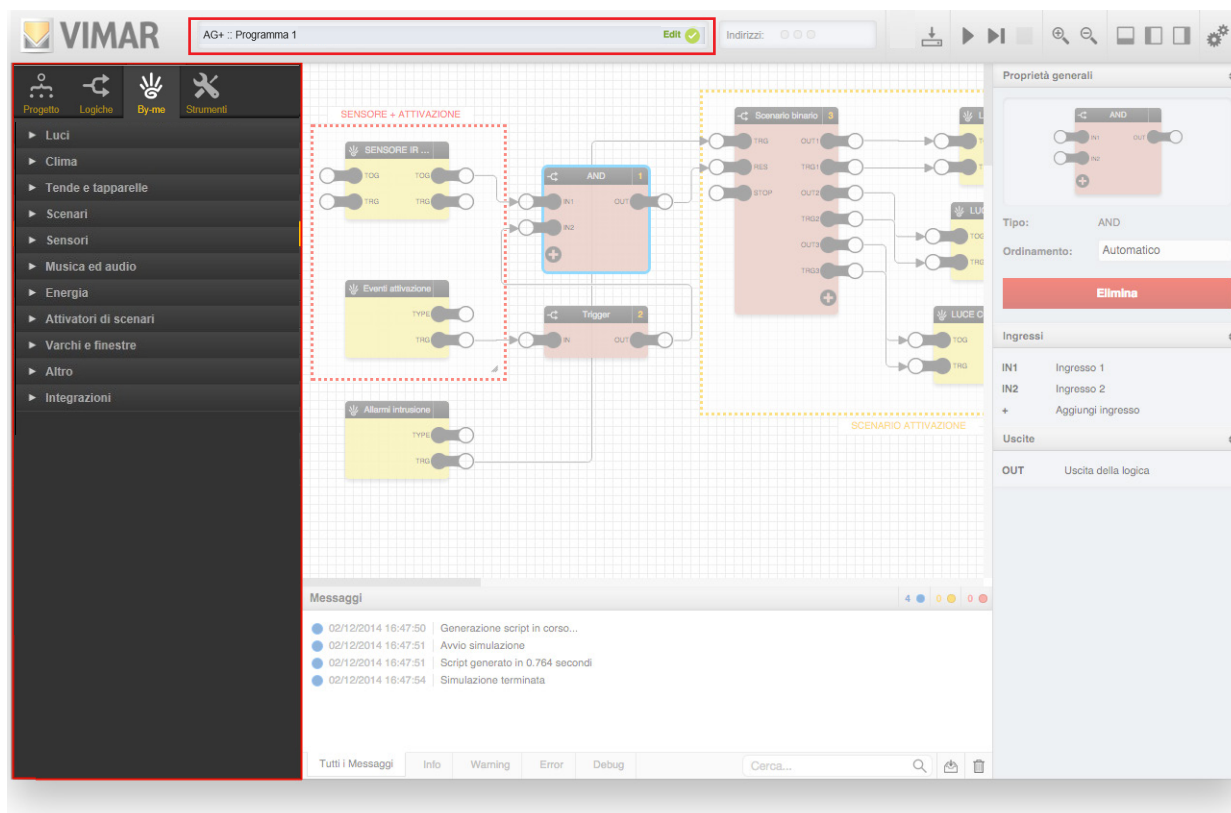 VIMAR
AG+ :: Programma 1
Edit
Indirizzi:
Progetto
Logiche
By-me
Strumenti
Luci
Clima
Tende e tapparelle
Scenari
Sensori
Musica ed audio
Energia
Attivatori di scenari
Varchi e finestre
Altro
Integrazioni
SENSORE + ATTIVAZIONE
SENSORE IR ...
TOG TOG
TRG TRG
Eventi attivazione
TYPE
TRG
Allarmi intrusione
TYPE
TRG
AND 1
IN1 OUT
IN2
Trigger 2
IN OUT
Scenario binario 3
TRG OUT1
RES TRG1
STOP OUT2
TRG2
OUT3
TRG3
L
T
T
LUC
TOG
TRG
LUCE C
TOG
TRG
SCENARIO ATTIVAZIONE
Messaggi
4 0 0
02/12/2014 16:47:50 Generazione script in corso...
02/12/2014 16:47:51 Avvio simulazione
02/12/2014 16:47:51 Script generato in 0.764 secondi
02/12/2014 16:47:54 Simulazione terminata
Tutti i Messaggi Info Warning Error Debug
Cerca...
Proprietà generali
AND
IN1 OUT
IN2
Tipo: AND
Ordinamento: Automatico
Elimina
Ingressi
IN1 Ingresso 1
IN2 Ingresso 2
+ Aggiungi ingresso
Uscite
OUT Uscita della logica